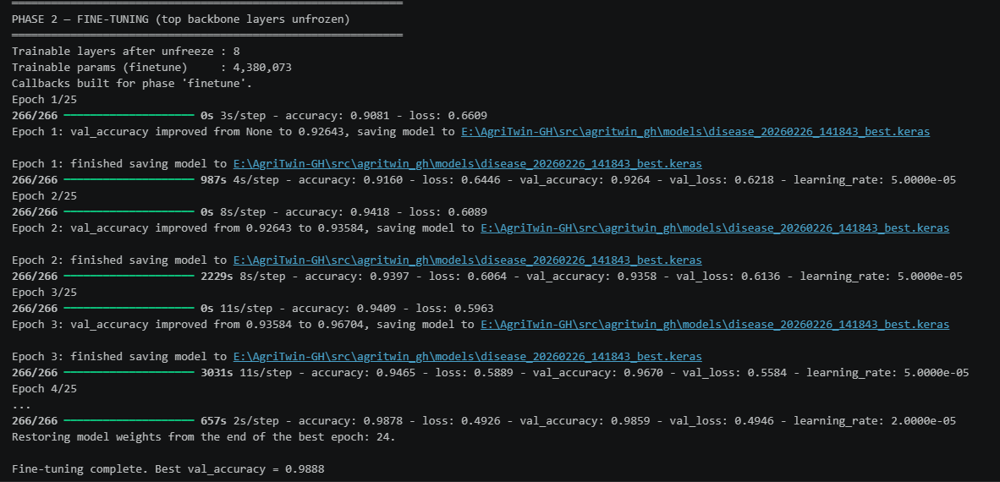 ════════════════════════════════════════════════════════════
PHASE 2 — FINE-TUNING (top backbone layers unfrozen)
════════════════════════════════════════════════════════════
Trainable layers after unfreeze : 8
Trainable params (finetune)     : 4,380,073
Callbacks built for phase 'finetune'.
Epoch 1/25
266/266 ━━━━━━━━━━━━━━━━━━━━ 0s 3s/step - accuracy: 0.9081 - loss: 0.6609
Epoch 1: val_accuracy improved from None to 0.92643, saving model to E:\AgriTwin-GH\src\agritwin_gh\models\disease_20260226_141843_best.keras

Epoch 1: finished saving model to E:\AgriTwin-GH\src\agritwin_gh\models\disease_20260226_141843_best.keras
266/266 ━━━━━━━━━━━━━━━━━━━━ 987s 4s/step - accuracy: 0.9160 - loss: 0.6446 - val_accuracy: 0.9264 - val_loss: 0.6218 - learning_rate: 5.0000e-05
Epoch 2/25
266/266 ━━━━━━━━━━━━━━━━━━━━ 0s 8s/step - accuracy: 0.9418 - loss: 0.6089
Epoch 2: val_accuracy improved from 0.92643 to 0.93584, saving model to E:\AgriTwin-GH\src\agritwin_gh\models\disease_20260226_141843_best.keras

Epoch 2: finished saving model to E:\AgriTwin-GH\src\agritwin_gh\models\disease_20260226_141843_best.keras
266/266 ━━━━━━━━━━━━━━━━━━━━ 2229s 8s/step - accuracy: 0.9397 - loss: 0.6064 - val_accuracy: 0.9358 - val_loss: 0.6136 - learning_rate: 5.0000e-05
Epoch 3/25
266/266 ━━━━━━━━━━━━━━━━━━━━ 0s 11s/step - accuracy: 0.9409 - loss: 0.5963
Epoch 3: val_accuracy improved from 0.93584 to 0.96704, saving model to E:\AgriTwin-GH\src\agritwin_gh\models\disease_20260226_141843_best.keras

Epoch 3: finished saving model to E:\AgriTwin-GH\src\agritwin_gh\models\disease_20260226_141843_best.keras
266/266 ━━━━━━━━━━━━━━━━━━━━ 3031s 11s/step - accuracy: 0.9465 - loss: 0.5889 - val_accuracy: 0.9670 - val_loss: 0.5584 - learning_rate: 5.0000e-05
Epoch 4/25
...
266/266 ━━━━━━━━━━━━━━━━━━━━ 657s 2s/step - accuracy: 0.9878 - loss: 0.4926 - val_accuracy: 0.9859 - val_loss: 0.4946 - learning_rate: 2.0000e-05
Restoring model weights from the end of the best epoch: 24.

Fine-tuning complete. Best val_accuracy = 0.9888